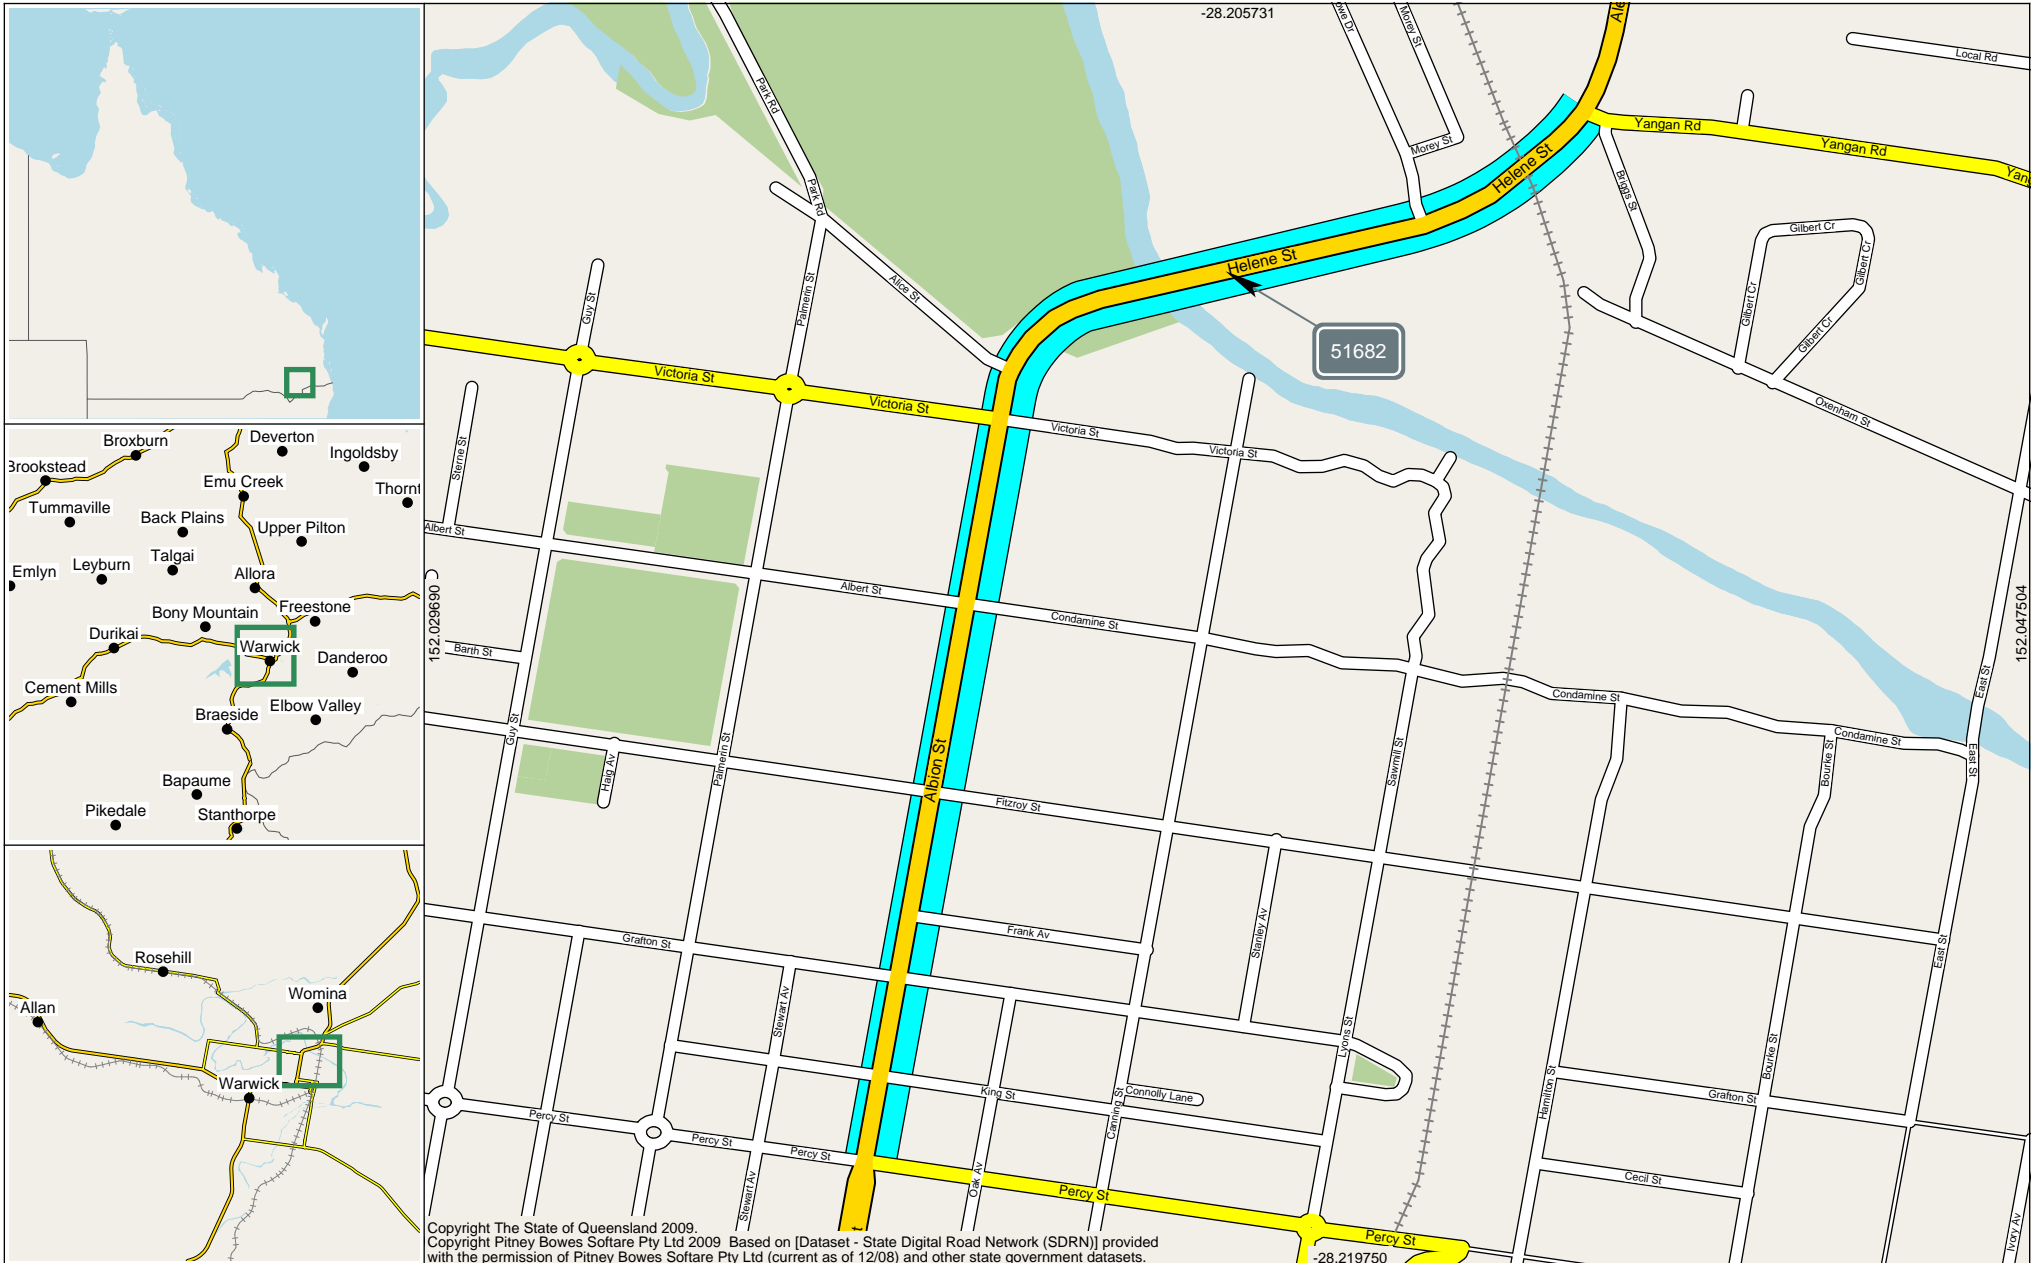 Broxburn
Deverton
Ingoldsby
Brookstead
Emu Creek
Thornt
Tummaville
Back Plains
Upper Pilton
Talgai
Emlyn
Leyburn
Allora
Bony Mountain
Freestone
Durikai
Warwick
Danderoo
Cement Mills
Braeside
Elbow Valley
Bapaume
Pikedale
Stanthorpe
Rosehill
Womina
Allan
Warwick
-28.205731
Morey St
Local Rd
Park Rd
Yangan Rd
Yangan Rd
Morey St
Helene St
Park Rd
Briggs St
Gilbert Cr
Gilbert Cr
Helene St
Alice St
Palmerin St
Guy St
Gilbert Cr
Gilbert Cr
51682
Victoria St
Victoria St
Victoria St
Victoria St
Oxenham St
Sterne St
Albert St
Albert St
Condamine St
152.029690
152.047504
Barth St
East St
Condamine St
Guy St
Palmerin St
Albion St
Sawmill St
Condamine St
Bourke St
East St
Haig Av
Fitzroy St
Frank Av
Stanley Av
Grafton St
East St
Stewart Av
Lyons St
Bourke St
King St
Connolly Lane
Canning St
Hamilton St
Grafton St
Percy St
Percy St
Percy St
Stewart Av
Oak Av
Percy St
Cecil St
Ivory Av
Percy St
Copyright The State of Queensland 2009.
Copyright Pitney Bowes Softare Pty Ltd 2009 Based on [Dataset - State Digital Road Network (SDRN)] provided
with the permission of Pitney Bowes Softare Pty Ltd (current as of 12/08) and other state government datasets.
-28.219750